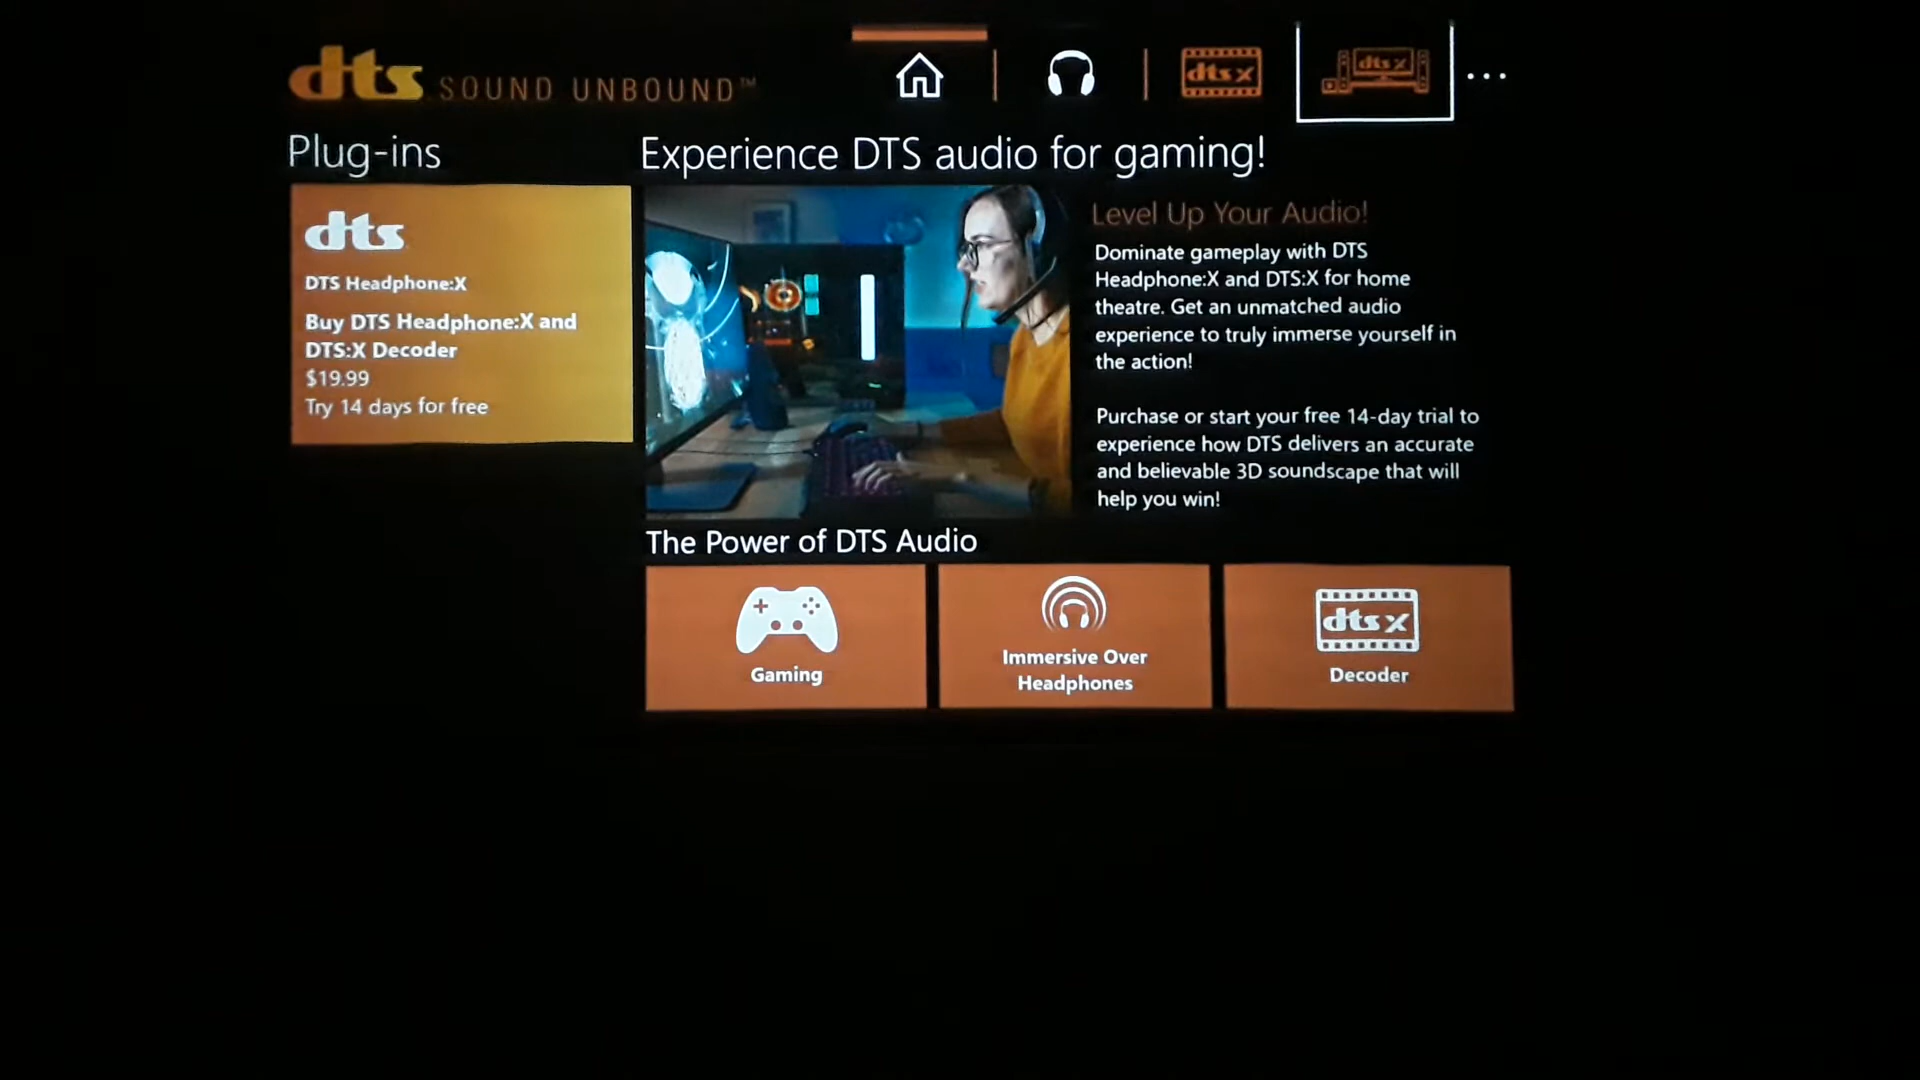 dts SOUND UNBOUND™
dts x
dts x
...
Plug-ins
dts
DTS Headphone:X
Buy DTS Headphone:X and
DTS:X Decoder
$19.99
Try 14 days for free
Experience DTS audio for gaming!
Level Up Your Audio!
Dominate gameplay with DTS
Headphone:X and DTS:X for home
theatre. Get an unmatched audio
experience to truly immerse yourself in
the action!
Purchase or start your free 14-day trial to
experience how DTS delivers an accurate
and believable 3D soundscape that will
help you win!
The Power of DTS Audio
Gaming
Immersive Over
Headphones
dts x
Decoder